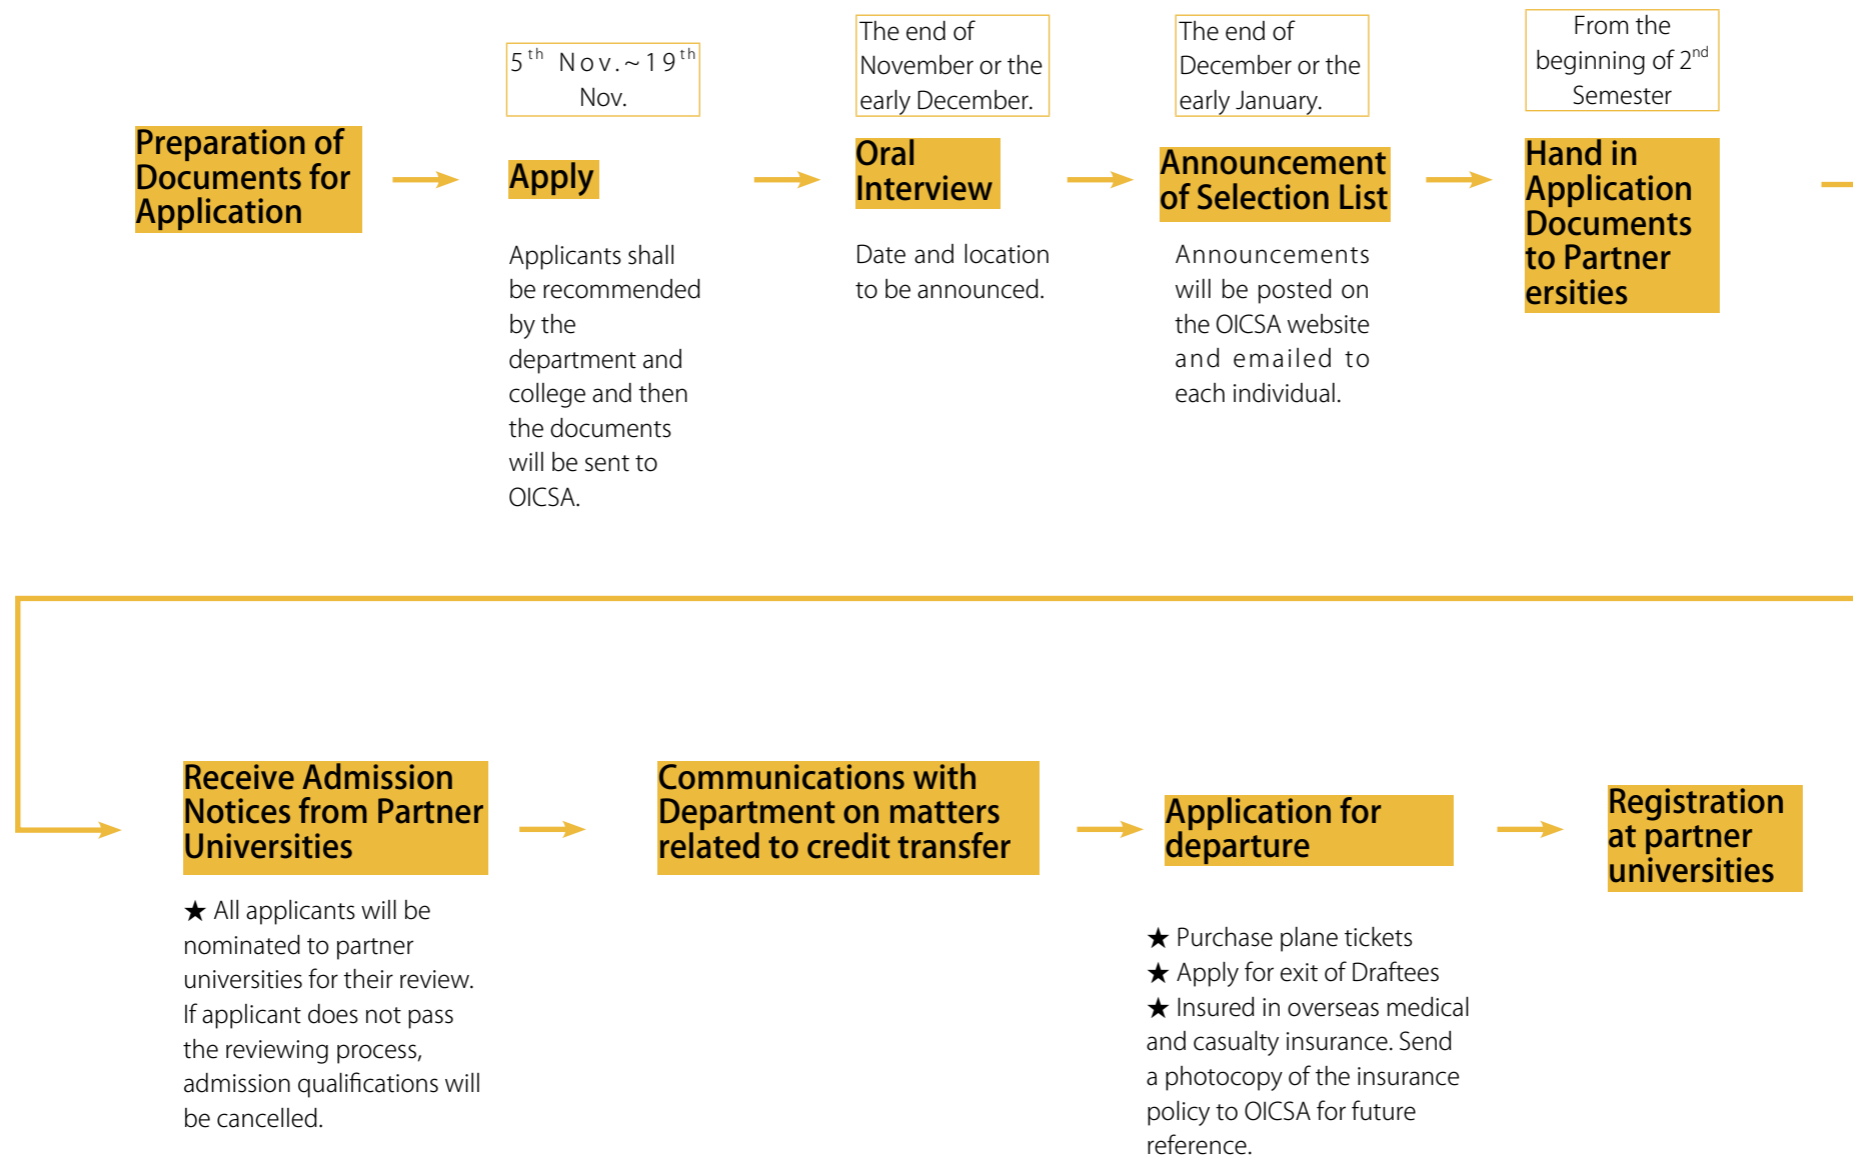 5th Nov.~19th
Nov.
The end of
November or the
early December.
The end of
December or the
early January.
From the
beginning of 2nd
Semester
Preparation of
Documents for
Application
Apply
Oral
Interview
Announcement
of Selection List
Hand in
Application
Documents
to Partner
ersities
Applicants shall
be recommended
by the
department and
college and then
the documents
will be sent to
OICSA.
Date and location
to be announced.
Announcements
will be posted on
the OICSA website
and emailed to
each individual.
Receive Admission
Notices from Partner
Universities
★ All applicants will be
nominated to partner
universities for their review.
If applicant does not pass
the reviewing process,
admission qualifications will
be cancelled.
Communications with
Department on matters
related to credit transfer
Application for
departure
★ Purchase plane tickets
★ Apply for exit of Draftees
★ Insured in overseas medical
and casualty insurance. Send
a photocopy of the insurance
policy to OICSA for future
reference.
Registration
at partner
universities